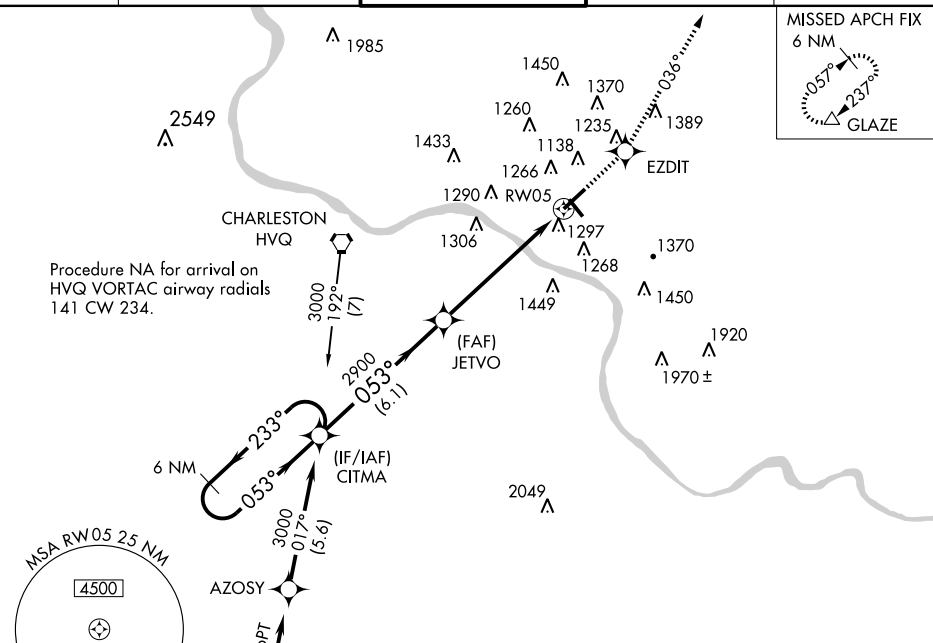 MISSED APCH FIX
6 NM
057°
237°
GLAZE
1985
2549
1450
1370
036°
1389
1260
1235
1433
1138
1266
EZDIT
1290
RW05
1306
1297
1268
1370
1449
1450
1920
1970 ±
CHARLESTON
HVQ
Procedure NA for arrival on
HVQ VORTAC airway radials
141 CW 234.
3000
192°
(7)
(FAF)
JETVO
2900
053°
(6.1)
233°
053°
6 NM
(IF/IAF)
CITMA
3000
017°
(5.6)
2049
AZOSY
MSA RW05 25 NM
4500